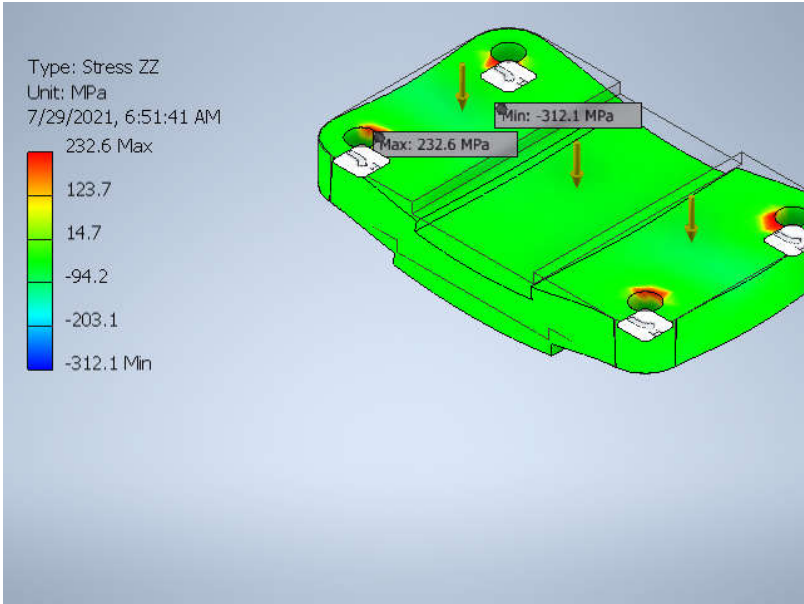 Type: Stress ZZ
Unit: MPa
7/29/2021, 6:51:41 AM
232.6 Max
123.7
14.7
-94.2
-203.1
-312.1 Min
Min: -312.1 MPa
Max: 232.6 MPa